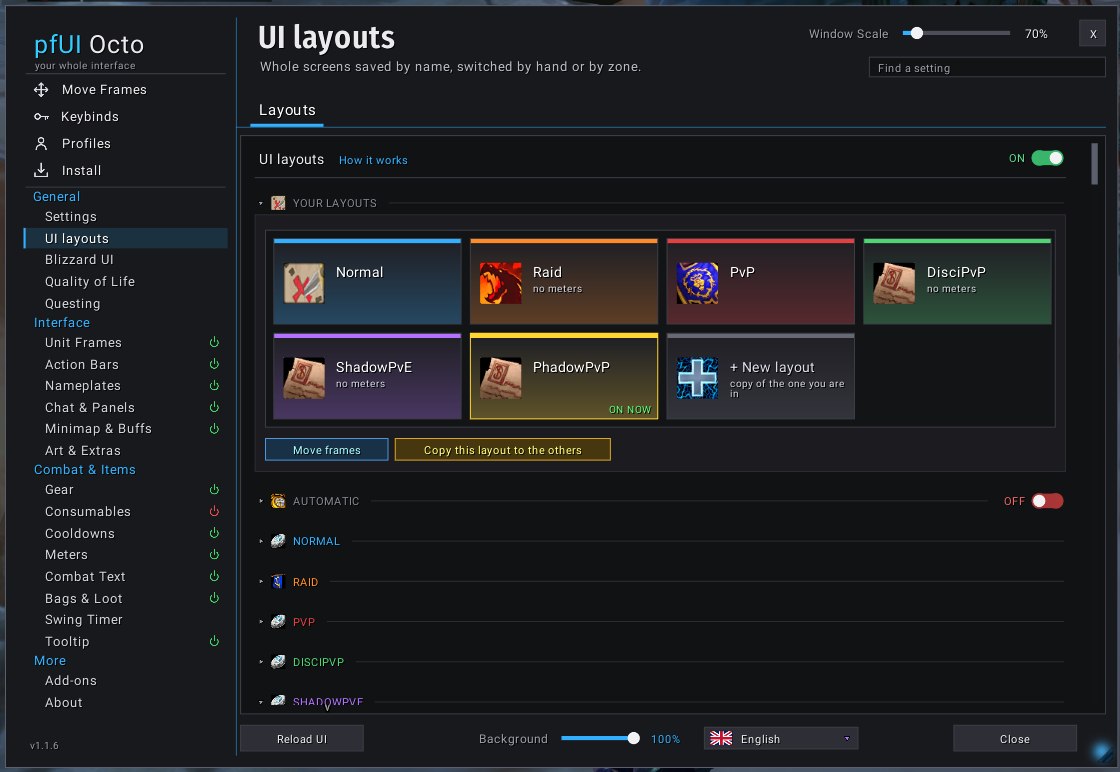 pfUI Octo
your whole interface
Move Frames
Keybinds
Profiles
Install
General
Settings
UI layouts
Blizzard UI
Quality of Life
Questing
Interface
Unit Frames
Action Bars
Nameplates
Chat & Panels
Minimap & Buffs
Art & Extras
Combat & Items
Gear
Consumables
Cooldowns
Meters
Combat Text
Bags & Loot
Swing Timer
Tooltip
More
Add-ons
About
v1.1.6
UI layouts
Whole screens saved by name, switched by hand or by zone.
Window Scale
70%
X
Find a setting
Layouts
UI layouts
How it works
ON
YOUR LAYOUTS
Normal
Raid
no meters
PvP
DisciPvP
no meters
ShadowPvE
no meters
PhadowPvP
ON NOW
+ New layout
copy of the one you are
in
Move frames
Copy this layout to the others
AUTOMATIC
OFF
NORMAL
RAID
PVP
DISCIPVP
SHADOWPVE
Reload UI
Background
100%
English
Close